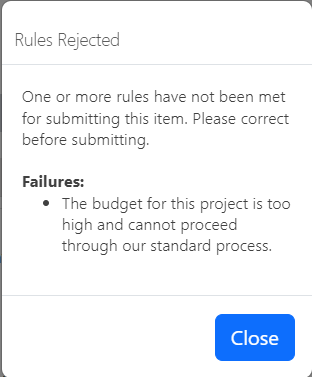 Rules Rejected
One or more rules have not been met
for submitting this item. Please correct
before submitting.
Failures:
• The budget for this project is too
high and cannot proceed
through our standard process.
Close